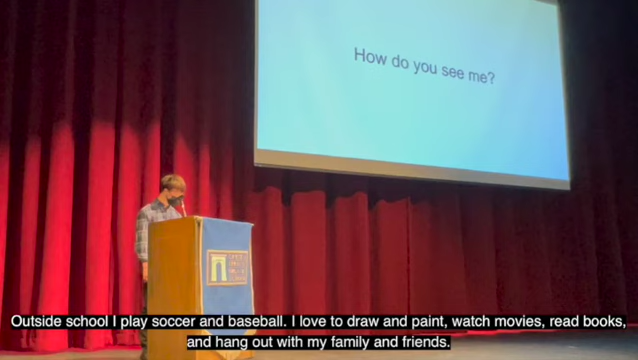 How do you see me?
Outside school I play soccer and baseball. I love to draw and paint, watch movies, read books,
and hang out with my family and friends.